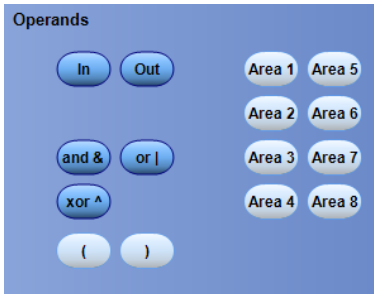 Operands
In Out Area 1 Area 5
Area 2 Area 6
and & or | Area 3 Area 7
xor ^ Area 4 Area 8
( )